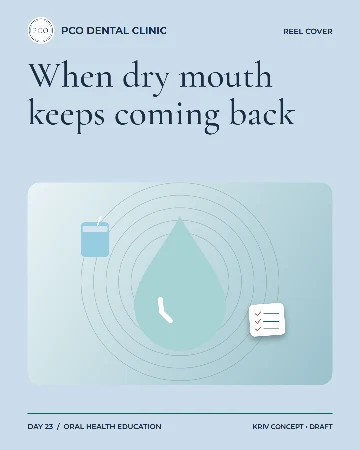 PCO
PCO DENTAL CLINIC
REEL COVER
When dry mouth
keeps coming back
DAY 23 / ORAL HEALTH EDUCATION
KRIV CONCEPT • DRAFT